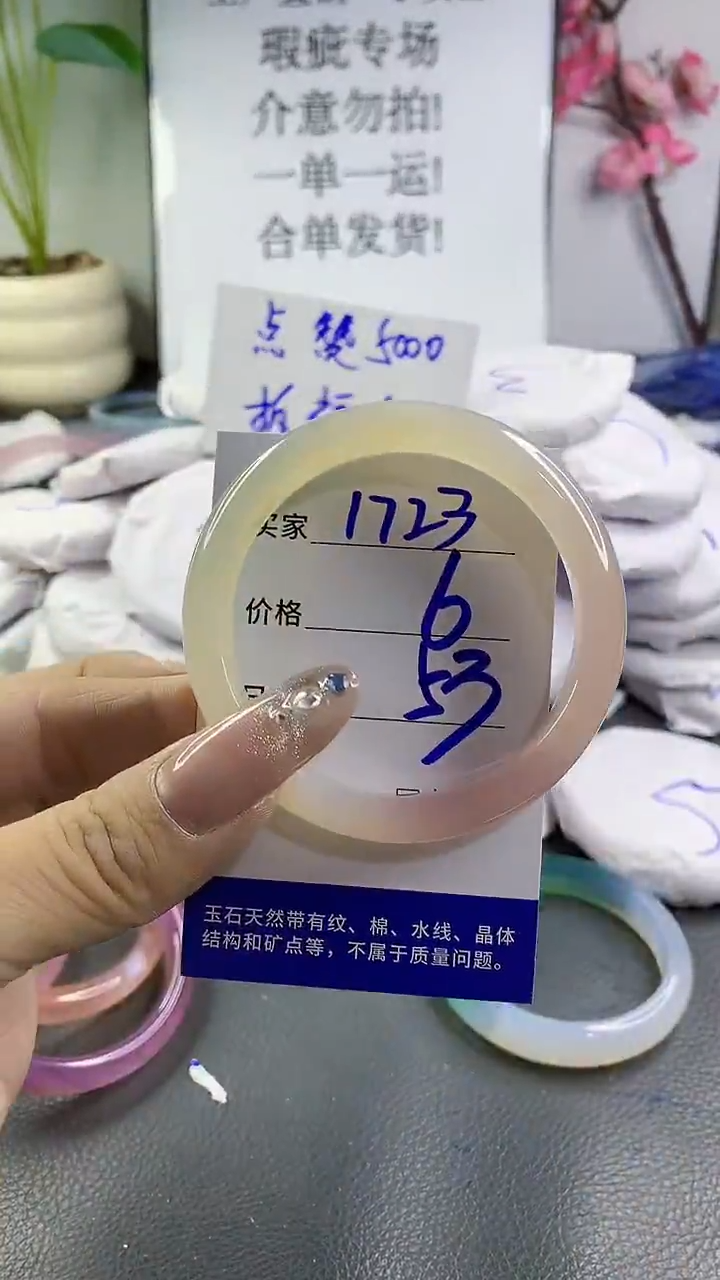 瑕疵专场
介意勿拍!
一单一运!
合单发货!
点赞5000
买家 1723
价格 6
53
玉石天然带有纹、棉、水线、晶体
结构和矿点等，不属于质量问题。